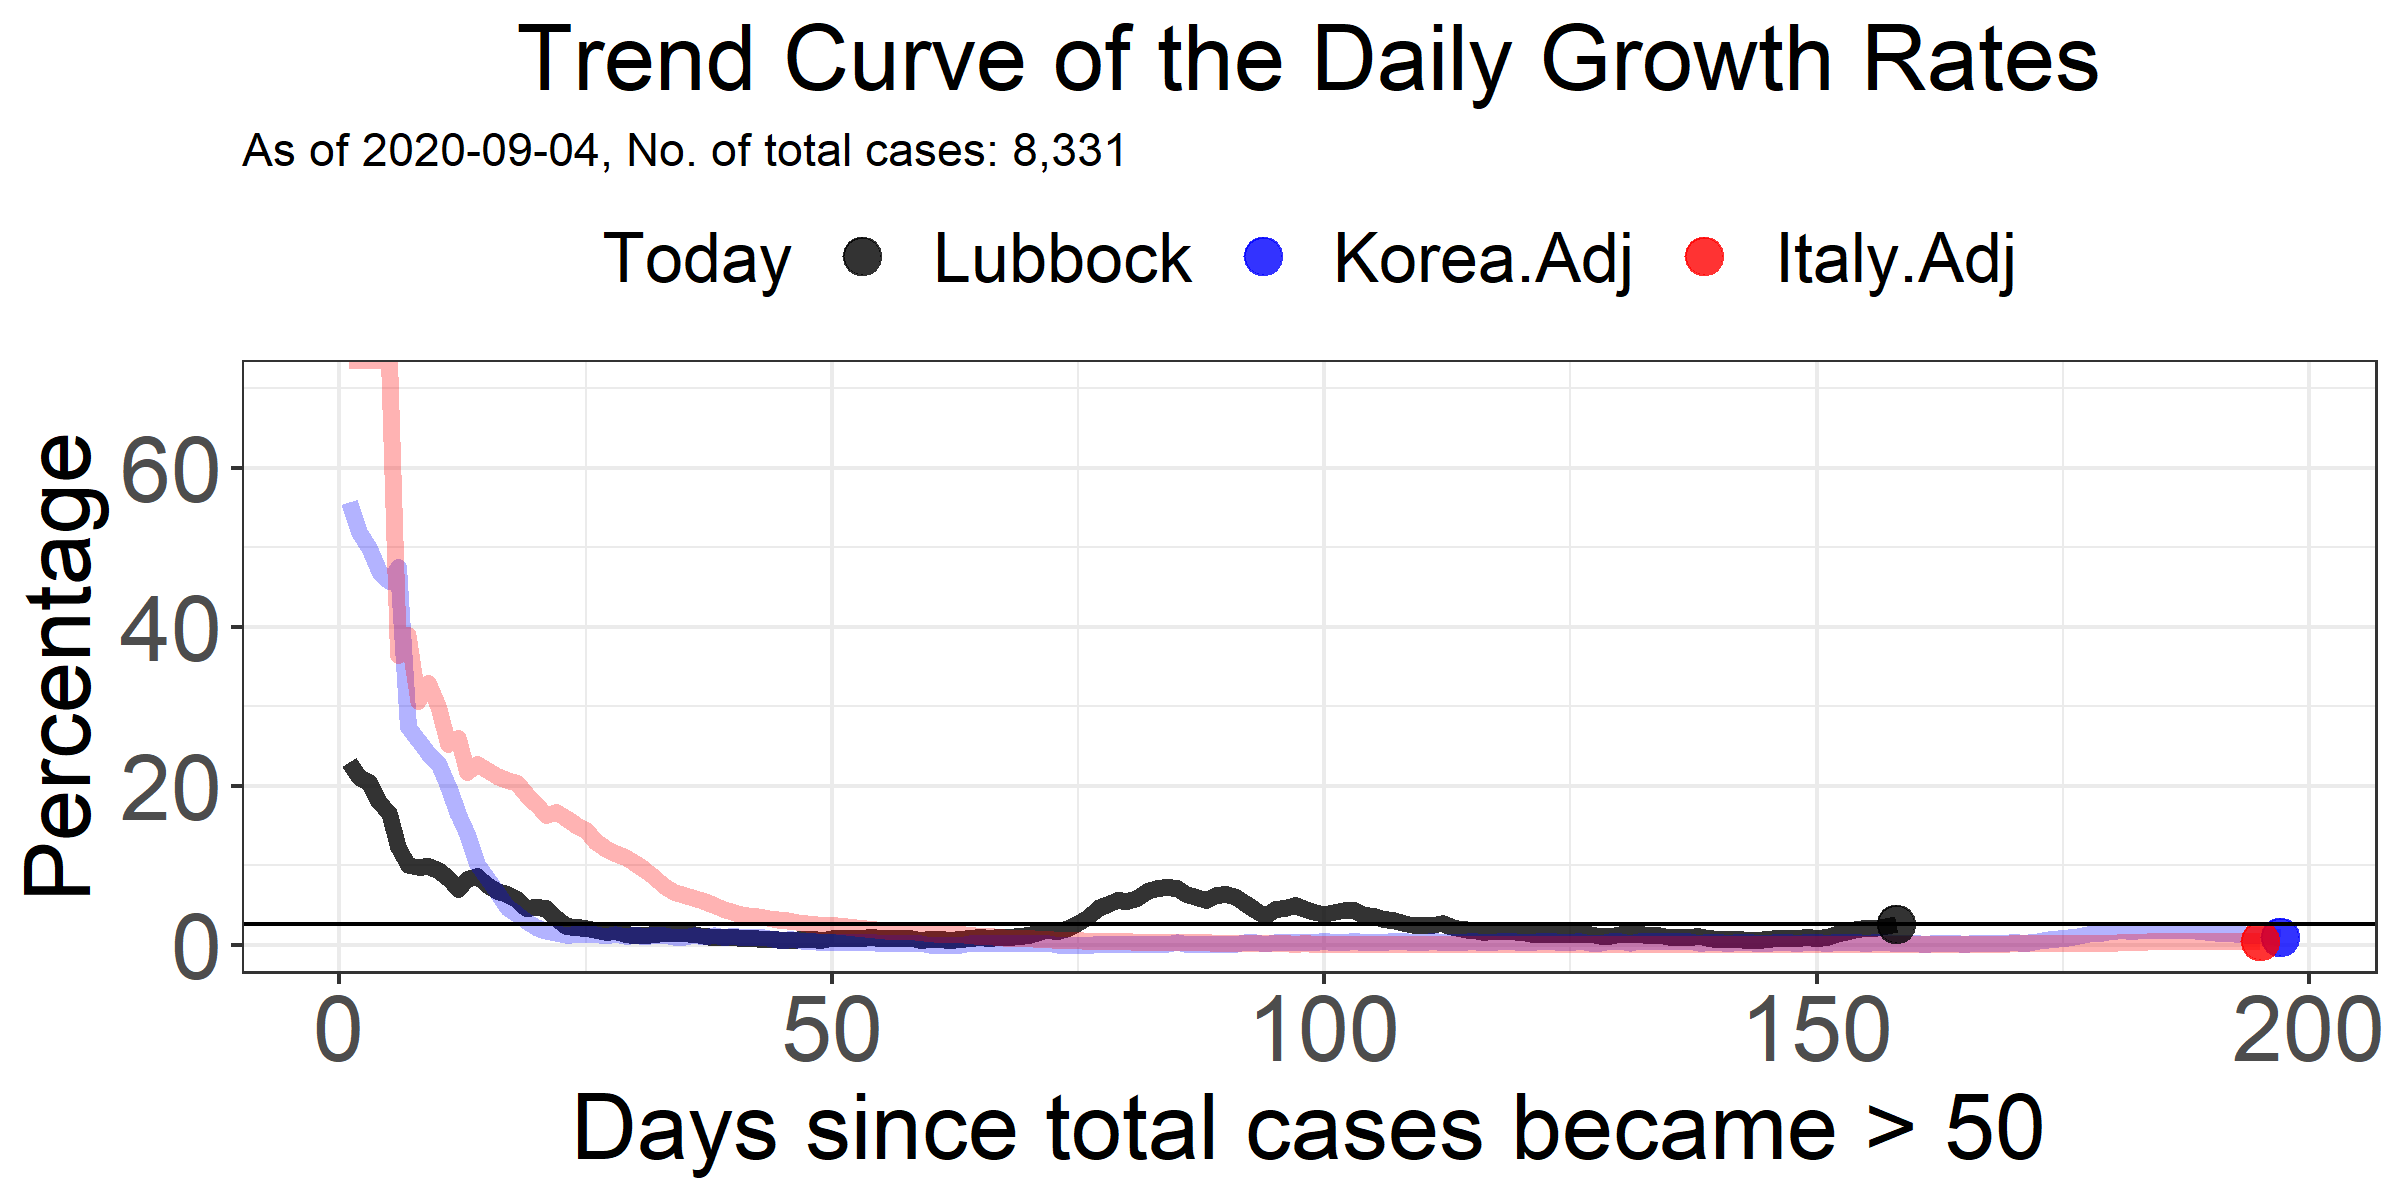 Trend Curve of the Daily Growth Rates
As of 2020-09-04, No. of total cases: 8,331
Today Lubbock Korea.Adj Italy.Adj
Percentage
60
40
20
0
0 50 100 150 200
Days since total cases became > 50